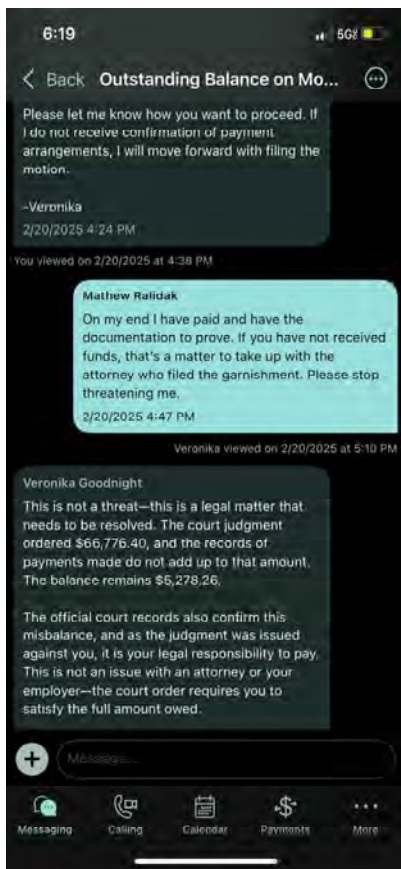 6:19
5G
Back Outstanding Balance on Mo...
Please let me know how you want to proceed. If
I do not receive confirmation of payment
arrangements, I will move forward with filing the
motion.
-Veronika
2/20/2025 4:24 PM
You viewed on 2/20/2025 at 4:38 PM
Mathew Ralidak
On my end I have paid and have the
documentation to prove. If you have not received
funds, that's a matter to take up with the
attorney who filed the garnishment. Please stop
threatening me.
2/20/2025 4:47 PM
Veronika viewed on 2/20/2025 at 5:10 PM
Veronika Goodnight
This is not a threat—this is a legal matter that
needs to be resolved. The court judgment
ordered $66,776.40, and the records of
payments made do not add up to that amount.
The balance remains $5,278.26.
The official court records also confirm this
misbalance, and as the judgment was issued
against you, it is your legal responsibility to pay.
This is not an issue with an attorney or your
employer—the court order requires you to
satisfy the full amount owed.
Message...
Messaging Calling Calendar Payments More